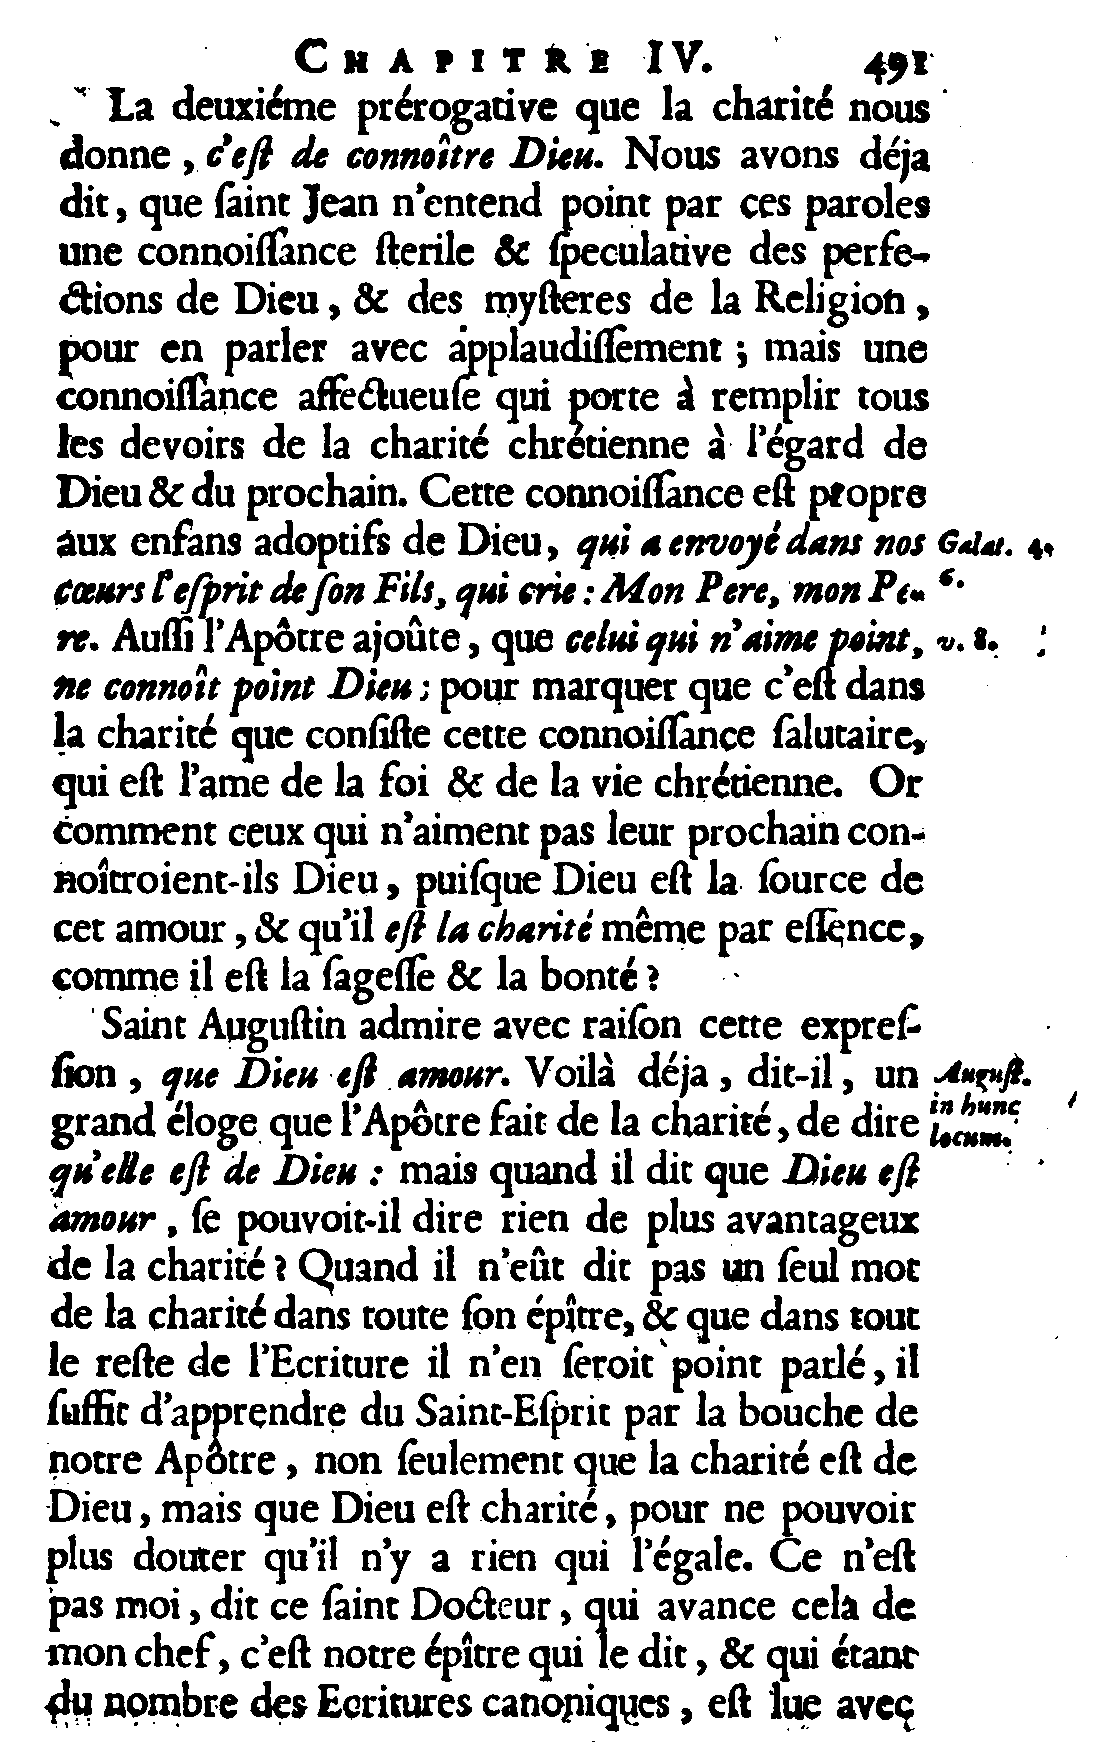 CHAPITRE IV. 491
La deuxiéme prérogative que la charité nous
donne, c'eſt de connoître Dieu. Nous avons déja
dit, que ſaint Jean n'entend point par ces paroles
une connoiſſance ſterile & ſpeculative des perfe-
ctions de Dieu, & des myſteres de la Religion,
pour en parler avec applaudiſſement ; mais une
connoiſſance affectueuſe qui porte à remplir tous
les devoirs de la charité chrétienne à l'égard de
Dieu & du prochain. Cette connoiſſance eſt propre
aux enfans adoptifs de Dieu, qui a envoyé dans nos
Galat. 4.
cœurs l'eſprit de ſon Fils, qui crie : Mon Pere, mon Pe-
6.
re. Auſſi l'Apôtre ajoûte, que celui qui n'aime point,
v. 8.
ne connoît point Dieu : pour marquer que c'eſt dans
la charité que conſiſte cette connoiſſance ſalutaire,
qui eſt l'ame de la foi & de la vie chrétienne. Or
comment ceux qui n'aiment pas leur prochain con-
noîtroient-ils Dieu, puiſque Dieu eſt la ſource de
cet amour, & qu'il eſt la charité même par eſſence,
comme il eſt la ſageſſe & la bonté ?
Saint Auguſtin admire avec raiſon cette expreſ-
ſion, que Dieu eſt amour. Voilà déja, dit-il, un
Auguſt.
grand éloge que l'Apôtre fait de la charité, de dire
in hunc
locum.
qu'elle eſt de Dieu : mais quand il dit que Dieu eſt
amour, ſe pouvoit-il dire rien de plus avantageux
de la charité ? Quand il n'eût dit pas un ſeul mot
de la charité dans toute ſon épître, & que dans tout
le reſte de l'Ecriture il n'en ſeroit point parlé, il
ſuffit d'apprendre du Saint-Eſprit par la bouche de
notre Apôtre, non ſeulement que la charité eſt de
Dieu, mais que Dieu eſt charité, pour ne pouvoir
plus douter qu'il n'y a rien qui l'égale. Ce n'eſt
pas moi, dit ce ſaint Docteur, qui avance cela de
mon chef, c'eſt notre épître qui le dit, & qui étant
du nombre des Ecritures canoniques, eſt lue avec